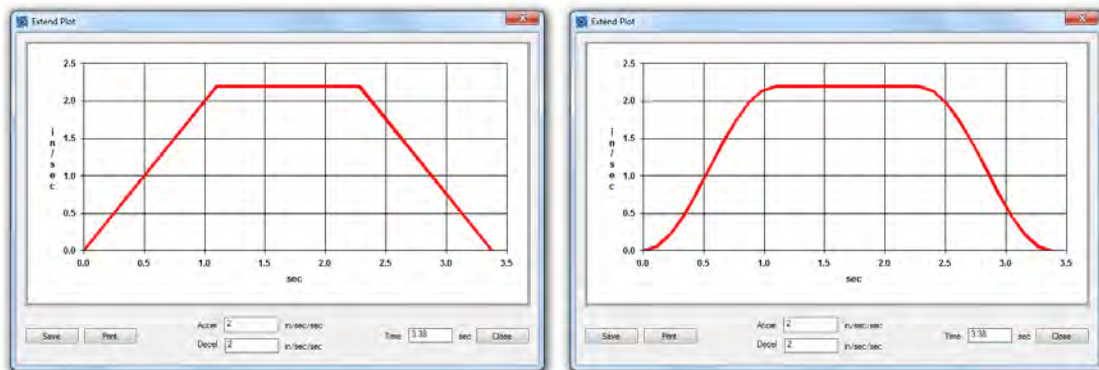 Extend Plot
2.5
2.0
1.5
1.0
0.5
0.0
in/sec
0.0 0.5 1.0 1.5 2.0 2.5 3.0 3.5
sec
Save Print Accel 2 in/sec/sec Time 3.38 sec Close
Decel 2 in/sec/sec
Extend Plot
2.5
2.0
1.5
1.0
0.5
0.0
in/sec
0.0 0.5 1.0 1.5 2.0 2.5 3.0 3.5
sec
Save Print Accel 2 in/sec/sec Time 3.38 sec Close
Decel 2 in/sec/sec